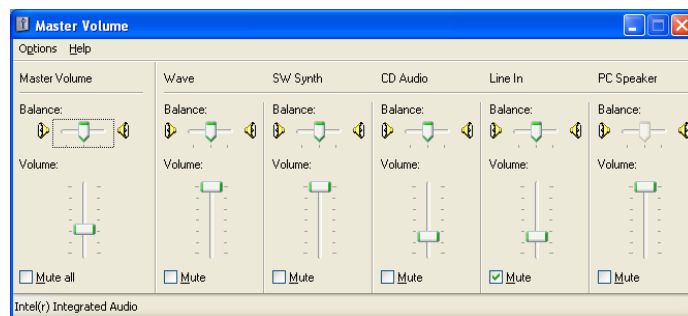 Master Volume
Options Help
Master Volume Wave SW Synth CD Audio Line In PC Speaker
Balance: Balance: Balance: Balance: Balance: Balance:
Volume: Volume: Volume: Volume: Volume: Volume:
Mute all Mute Mute Mute Mute Mute
Intel(r) Integrated Audio